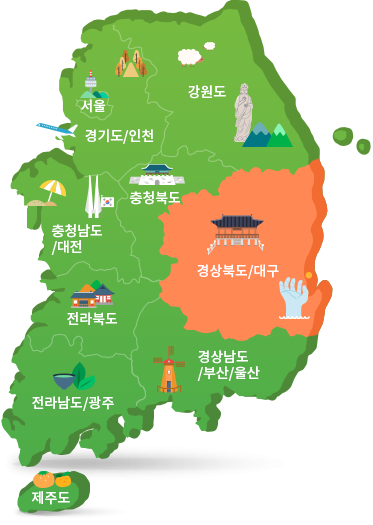 강원도
서울
경기도/인천
충청북도
충청남도
/대전
경상북도/대구
전라북도
경상남도
/부산/울산
전라남도/광주
제주도